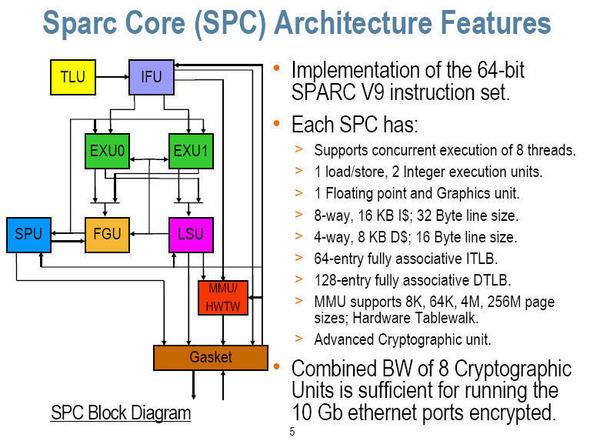 Sparc Core (SPC) Architecture Features
TLU
IFU
EXU0
EXU1
SPU
FGU
LSU
MMU/
HWTW
Gasket
SPC Block Diagram
• Implementation of the 64-bit
SPARC V9 instruction set.
• Each SPC has:
> Supports concurrent execution of 8 threads.
> 1 load/store, 2 Integer execution units.
> 1 Floating point and Graphics unit.
> 8-way, 16 KB I$; 32 Byte line size.
> 4-way, 8 KB D$; 16 Byte line size.
> 64-entry fully associative ITLB.
> 128-entry fully associative DTLB.
> MMU supports 8K, 64K, 4M, 256M page
sizes; Hardware Tablewalk.
> Advanced Cryptographic unit.
• Combined BW of 8 Cryptographic
Units is sufficient for running the
10 Gb ethernet ports encrypted.
5